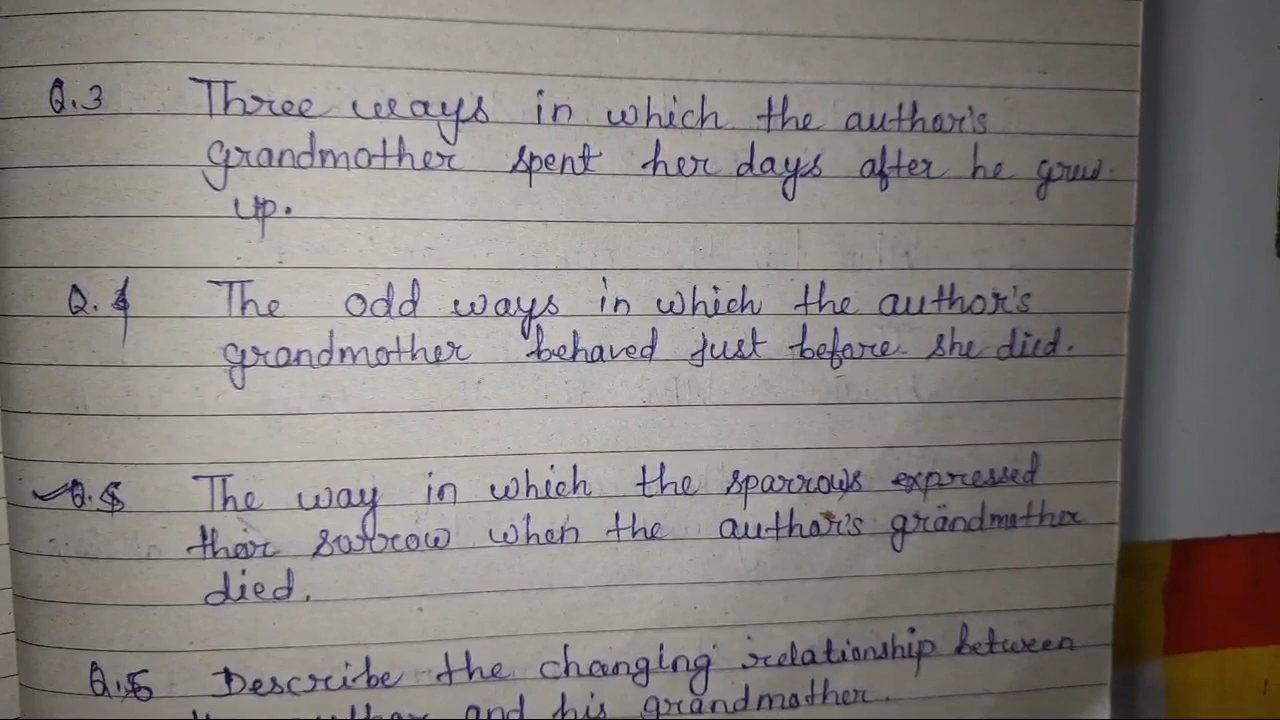 Q.3 Three ways in which the author's
grandmother spent her days after he grew
up.
Q.4 The odd ways in which the author's
grandmother behaved just before she died.
Q.5 The way in which the sparrows expressed
their sorrow when the author's grandmother
died.
Q.6 Describe the changing relationship between
and his grandmother.